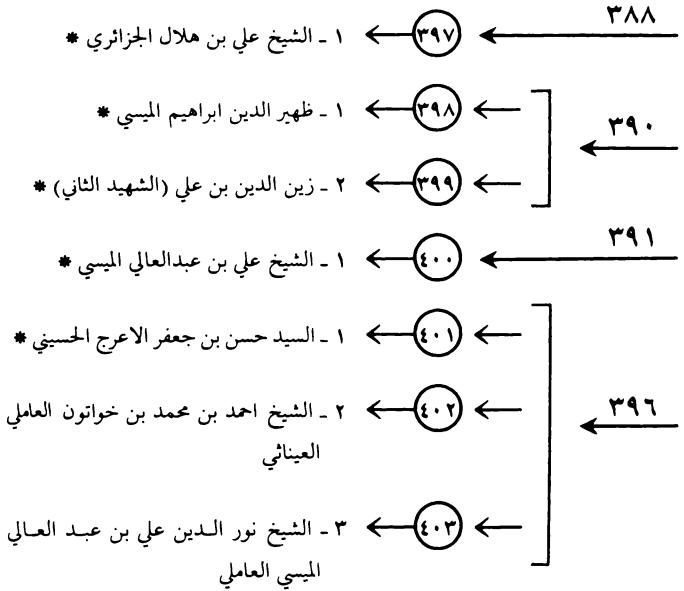 ٣٨٨
٣٩٧ ١ - الشيخ علي بن هلال الجزائري *
٣٩٠
٣٩٨ ١ - ظهير الدين ابراهيم الميسي *
٣٩٩ ٢ - زين الدين بن علي (الشهيد الثاني) *
٣٩١
٤٠٠ ١ - الشيخ علي بن عبدالعالي الميسي *
٣٩٦
٤٠١ ١ - السيد حسن بن جعفر الاعرج الحسيني *
٤٠٢ ٢ - الشيخ احمد بن محمد بن خواتون العاملي
العيناثي
٤٠٣ ٣ - الشيخ نور الـدين علي بن عبـد العـالي
الميسي العاملي